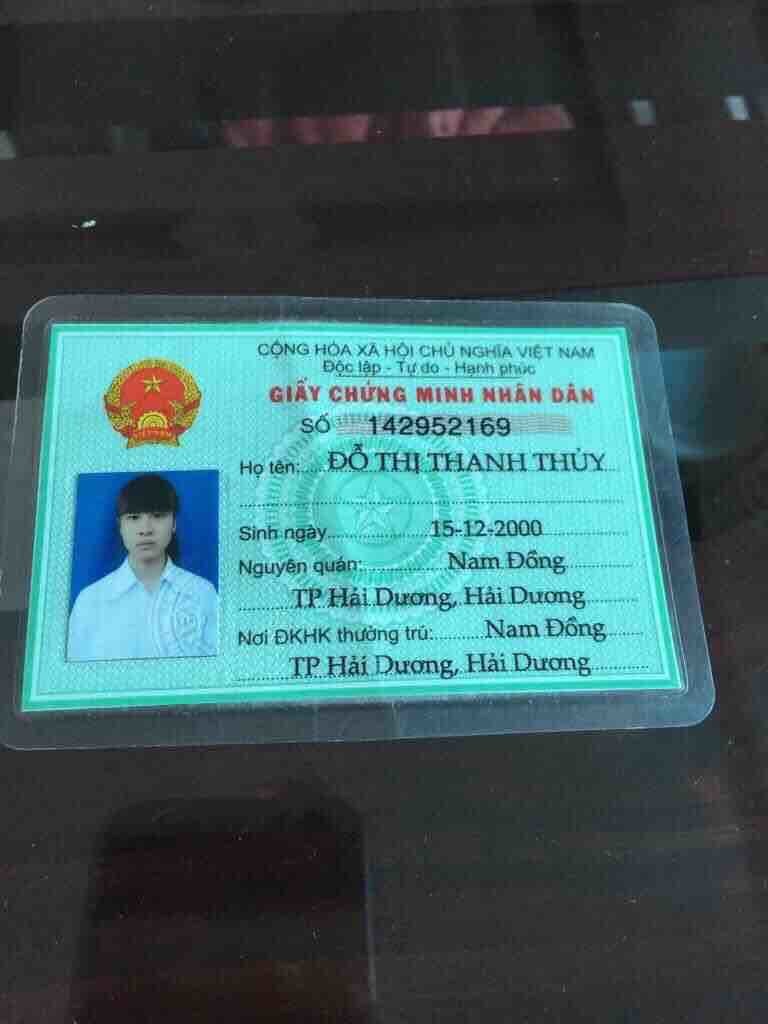 CỘNG HÒA XÃ HỘI CHỦ NGHĨA VIỆT NAM
Độc lập - Tự do - Hạnh phúc
GIẤY CHỨNG MINH NHÂN DÂN
SỐ 142952169
Họ tên: ĐỖ THỊ THANH THỦY
Sinh ngày 15-12-2000
Nguyên quán: Nam Đồng
TP Hải Dương, Hải Dương
Nơi ĐKHK thường trú: Nam Đồng
TP Hải Dương, Hải Dương
VIỆT NAM